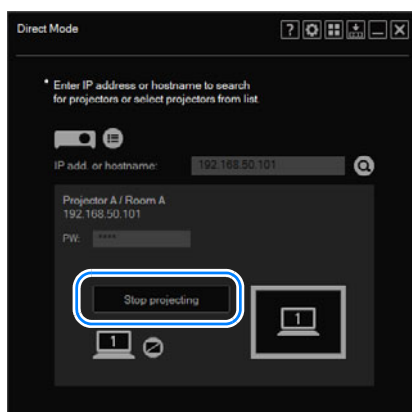 Direct Mode
?
* Enter IP address or hostname to search
for projectors or select projectors from list.
IP add. or hostname: 192.168.50.101
Projector A / Room A
192.168.50.101
PW: ****
Stop projecting
1
1